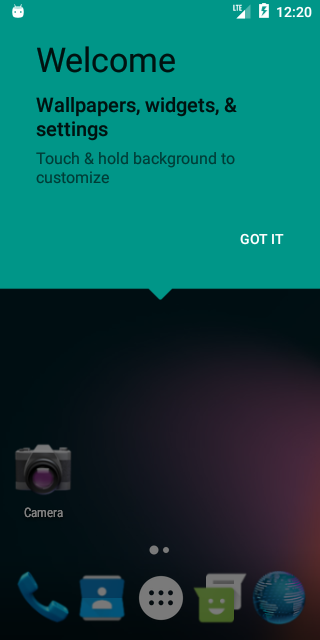 LTE 12:20
Welcome
Wallpapers, widgets, &
settings
Touch & hold background to
customize
GOT IT
Camera